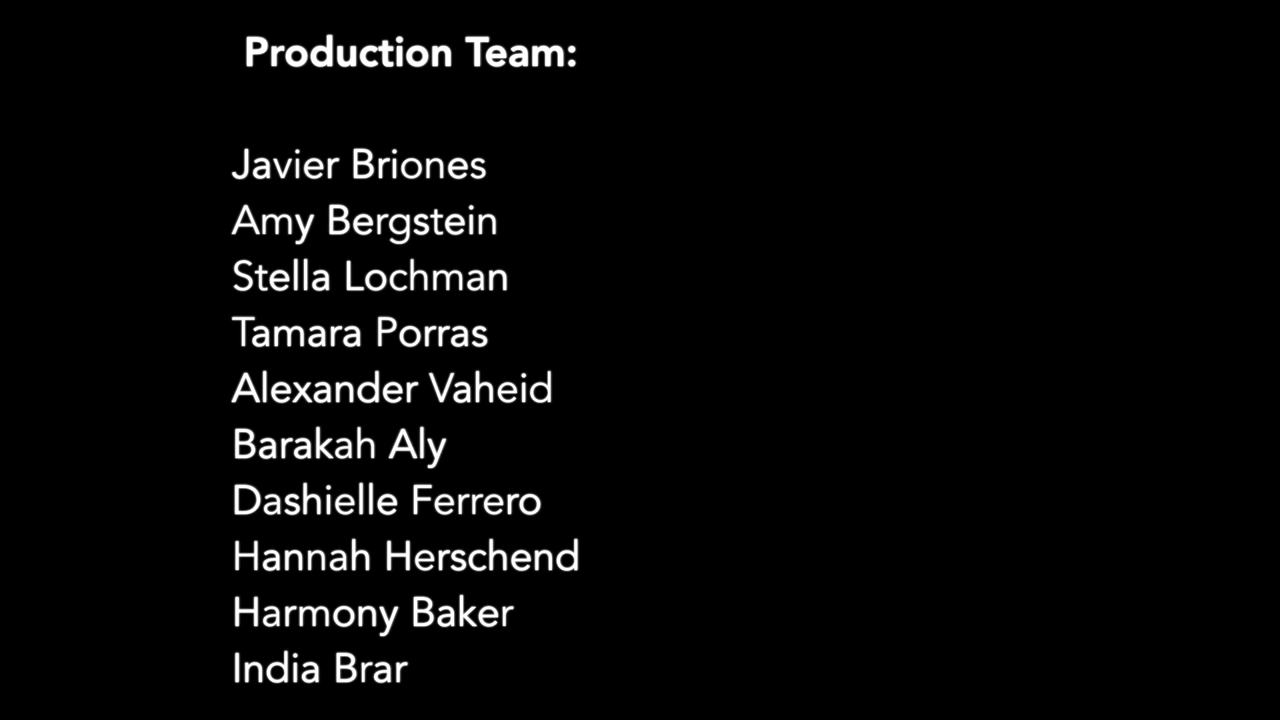 Production Team:
Javier Briones
Amy Bergstein
Stella Lochman
Tamara Porras
Alexander Vaheid
Barakah Aly
Dashielle Ferrero
Hannah Herschend
Harmony Baker
India Brar